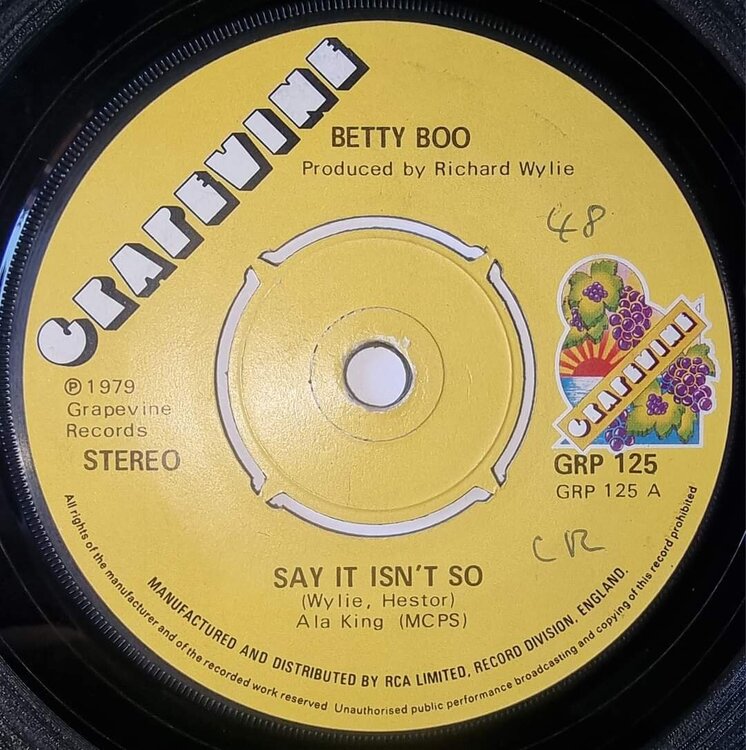 GRAPEVINE
BETTY BOO
Produced by Richard Wylie
48
GRAPEVINE
℗ 1979
Grapevine
Records
STEREO
GRP 125
GRP 125 A
CR
SAY IT ISN'T SO
(Wylie, Hestor)
Ala King (MCPS)
MANUFACTURED AND DISTRIBUTED BY RCA LIMITED, RECORD DIVISION, ENGLAND.
All rights of the manufacturer and of the recorded work reserved Unauthorised public performance broadcasting and copying of this record prohibited